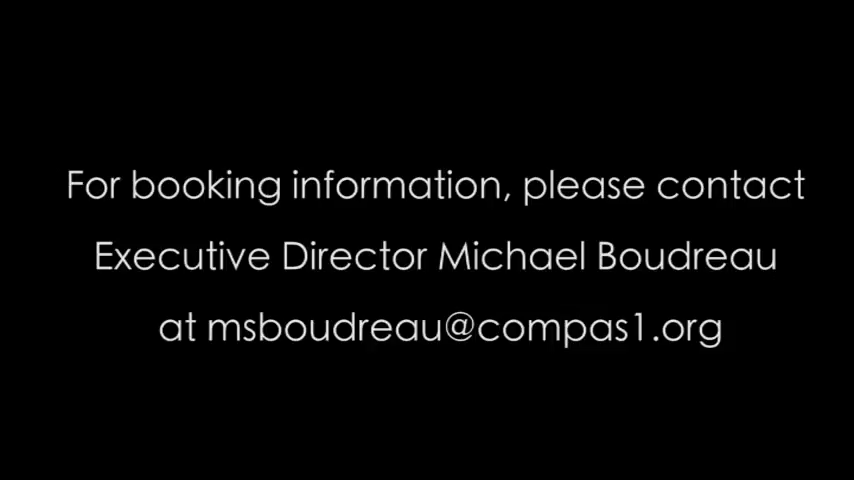 For booking information, please contact
Executive Director Michael Boudreau
at msboudreau@compas1.org